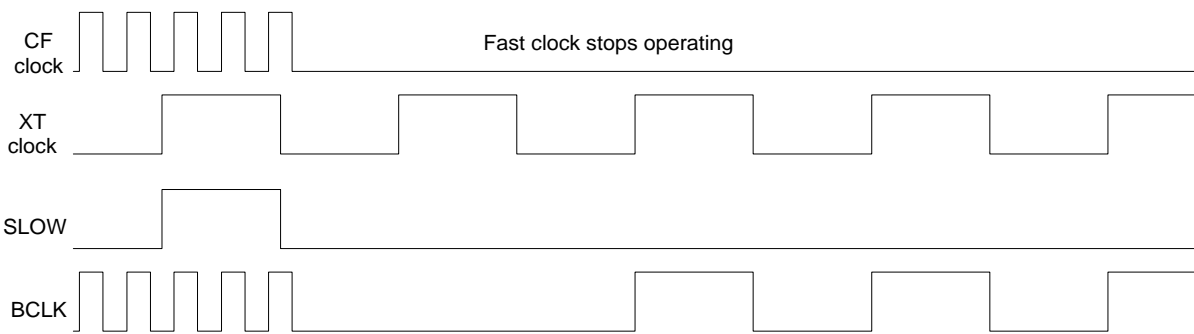 CF
clock
Fast clock stops operating
XT
clock
SLOW
BCLK